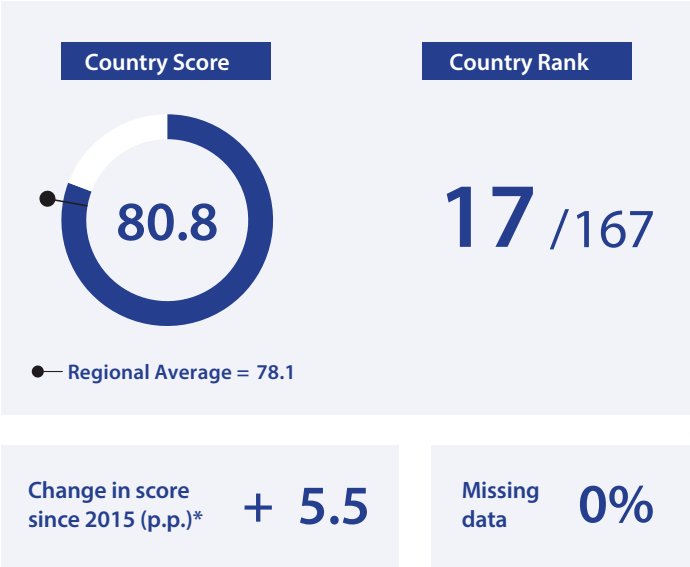 Country Score
Country Rank
80.8
17 /167
Regional Average = 78.1
Change in score
since 2015 (p.p.)*
+ 5.5
Missing
data
0%